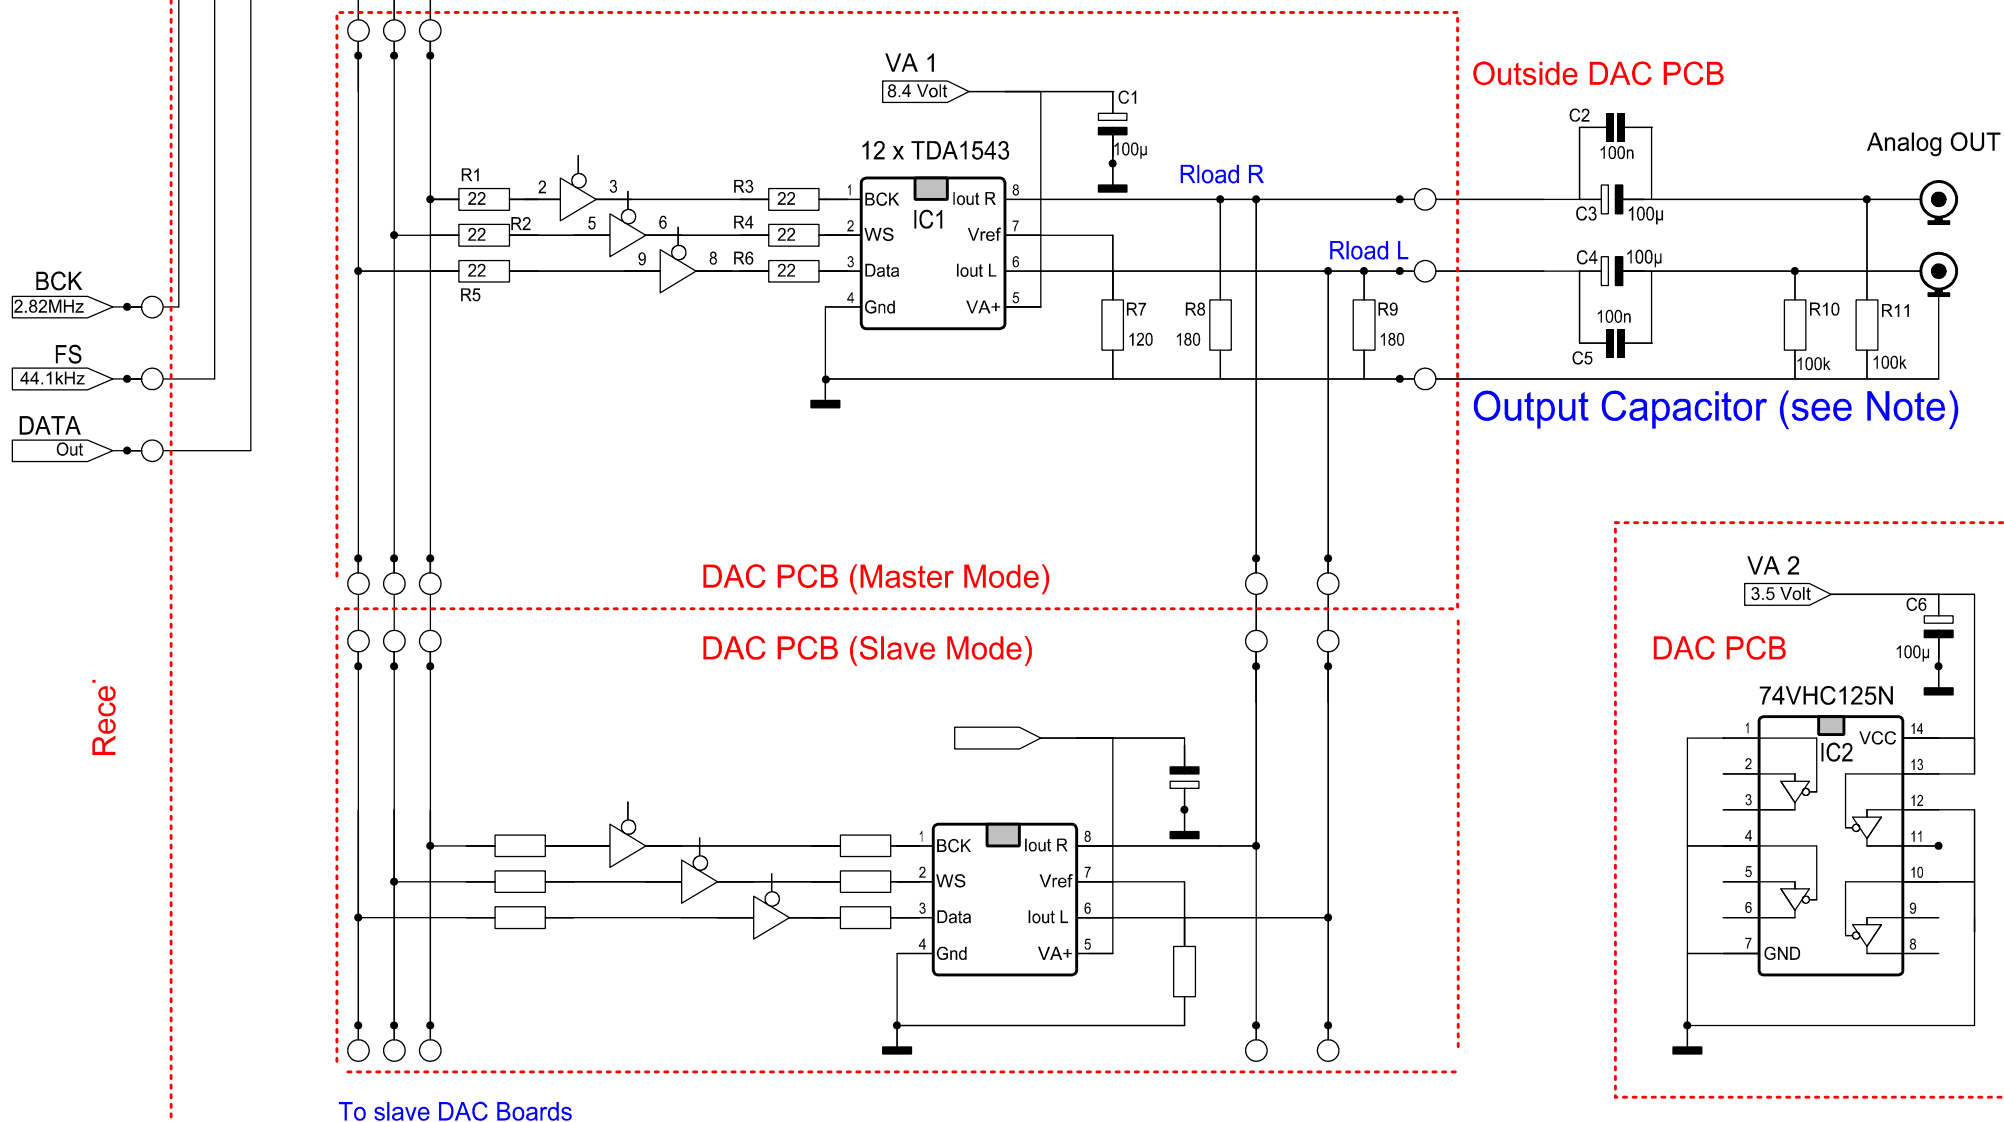 VA 1
8.4 Volt
C1
100µ
12 x TDA1543
Outside DAC PCB
C2
100n
Analog OUT
Rload R
C3
100µ
R1
22
2
3
R3
22
1
BCK
Iout R
8
IC1
R2
22
5
6
R4
22
2
WS
Vref
7
Rload L
C4
100µ
R5
22
9
8
R6
22
3
Data
Iout L
6
4
Gnd
VA+
5
R7
120
R8
180
R9
180
100n
C5
R10
100k
R11
100k
BCK
2.82MHz
FS
44.1kHz
DATA
Out
Output Capacitor (see Note)
DAC PCB (Master Mode)
DAC PCB (Slave Mode)
VA 2
3.5 Volt
C6
100µ
DAC PCB
74VHC125N
IC2
1
2
3
4
5
6
7
GND
VCC
14
13
12
11
10
9
8
Rece
1
BCK
Iout R
8
2
WS
Vref
7
3
Data
Iout L
6
4
Gnd
VA+
5
To slave DAC Boards